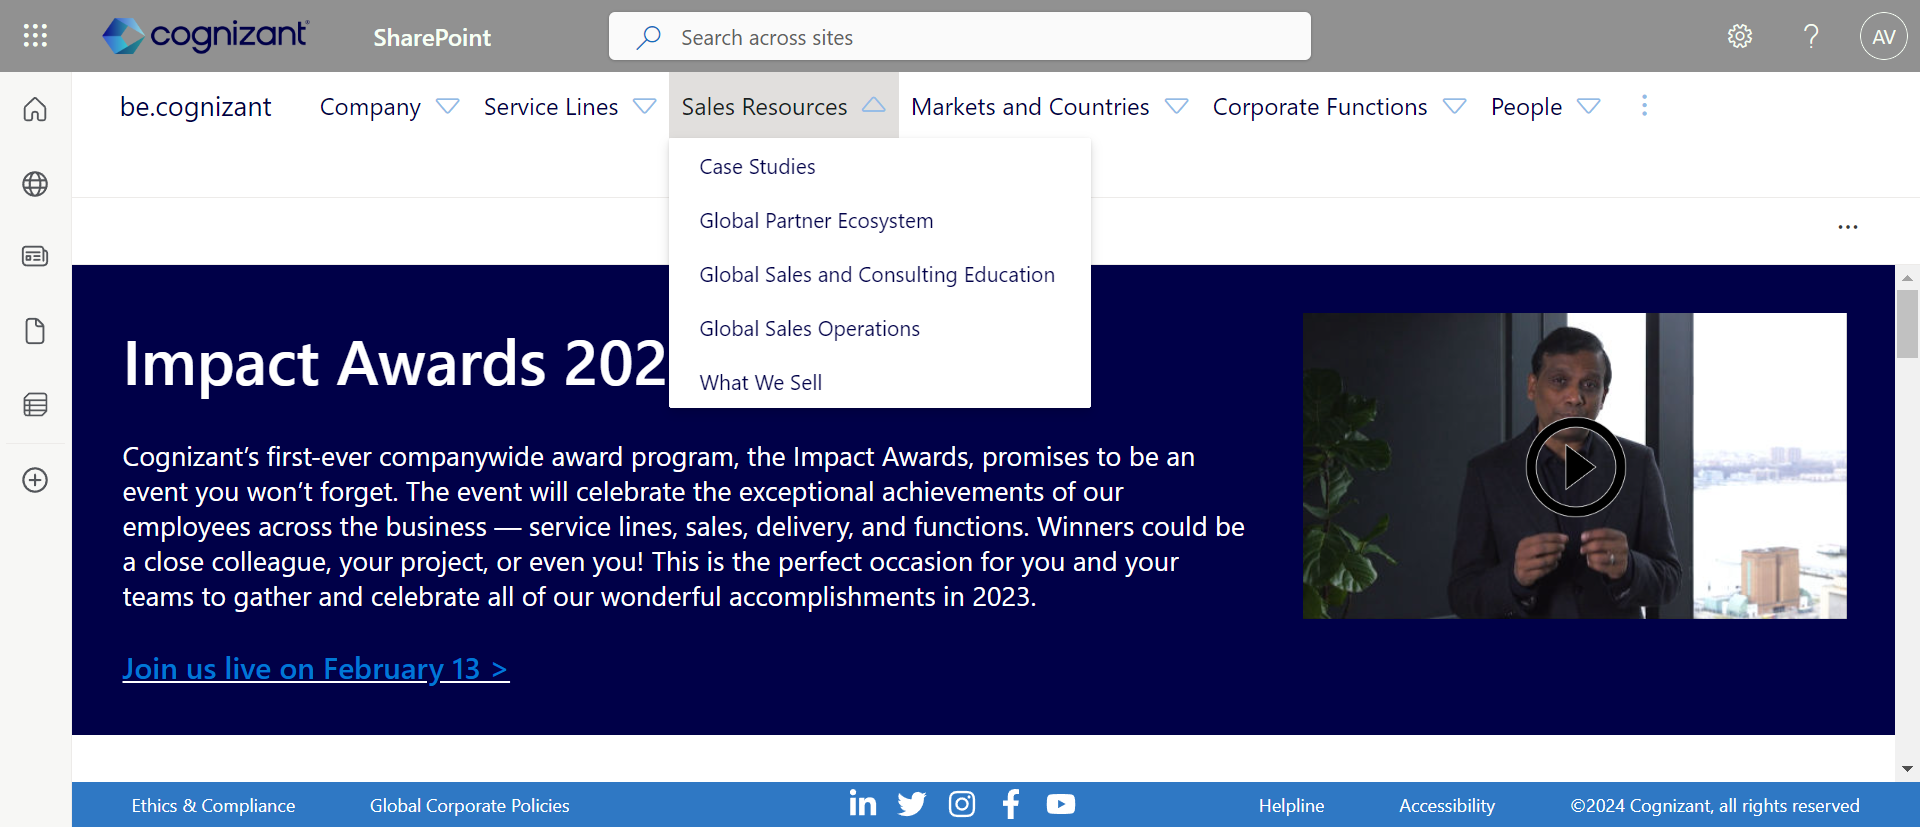 cognizant
SharePoint
Search across sites
AV
be.cognizant
Company
Service Lines
Sales Resources
Markets and Countries
Corporate Functions
People
Case Studies
Global Partner Ecosystem
Global Sales and Consulting Education
Global Sales Operations
What We Sell
Impact Awards 202
Cognizant’s first-ever companywide award program, the Impact Awards, promises to be an
event you won’t forget. The event will celebrate the exceptional achievements of our
employees across the business — service lines, sales, delivery, and functions. Winners could be
a close colleague, your project, or even you! This is the perfect occasion for you and your
teams to gather and celebrate all of our wonderful accomplishments in 2023.
Join us live on February 13 >
Ethics & Compliance
Global Corporate Policies
Helpline
Accessibility
©2024 Cognizant, all rights reserved